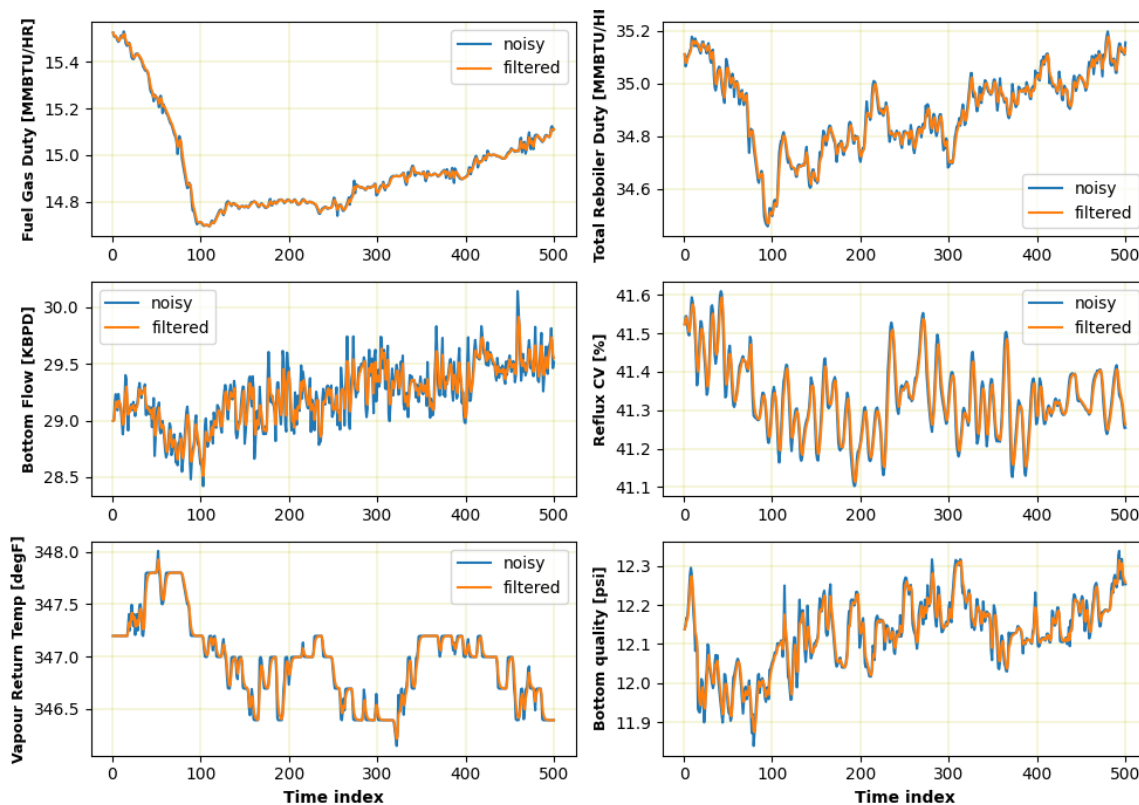 Fuel Gas Duty [MMBTU/HR]
15.4
15.2
15.0
14.8
noisy
filtered
0 100 200 300 400 500
Total Reboiler Duty [MMBTU/HI
35.2
35.0
34.8
34.6
noisy
filtered
0 100 200 300 400 500
Bottom Flow [KBPD]
30.0
29.5
29.0
28.5
noisy
filtered
0 100 200 300 400 500
Reflux CV [%]
41.6
41.5
41.4
41.3
41.2
41.1
noisy
filtered
0 100 200 300 400 500
Vapour Return Temp [degF]
348.0
347.5
347.0
346.5
noisy
filtered
0 100 200 300 400 500
Time index
Bottom quality [psi]
12.3
12.2
12.1
12.0
11.9
0 100 200 300 400 500
Time index